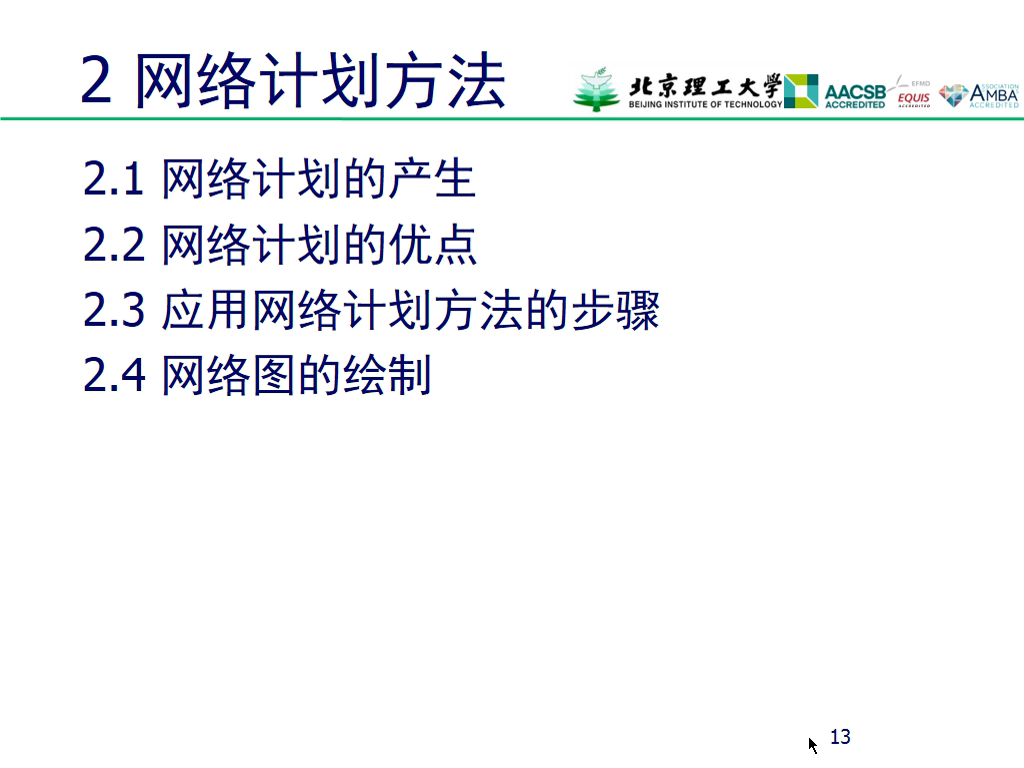 2 网络计划方法
北京理工大学
BEIJING INSTITUTE OF TECHNOLOGY
AACSB
ACCREDITED
EFMD
EQUIS
ACCREDITED
ASSOCIATION
AMBA
ACCREDITED
2.1 网络计划的产生
2.2 网络计划的优点
2.3 应用网络计划方法的步骤
2.4 网络图的绘制
13